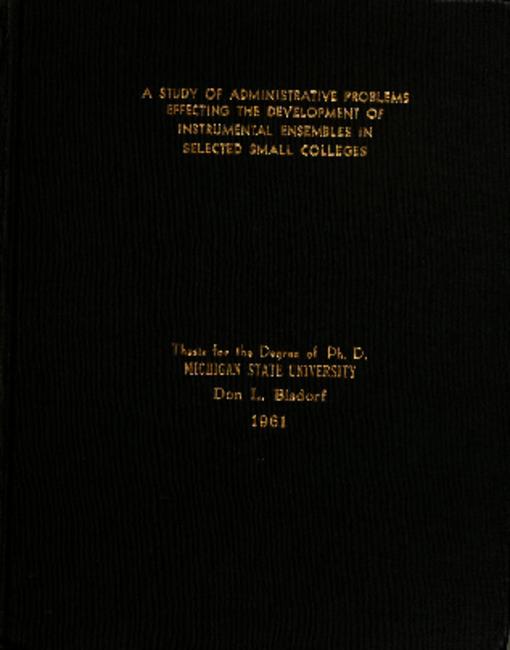 A STUDY OF ADMINISTRATIVE PROBLEMS
EFFECTING THE DEVELOPMENT OF
INSTRUMENTAL ENSEMBLES IN
SELECTED SMALL COLLEGES
Thesis for the Degree of Ph. D.
MICHIGAN STATE UNIVERSITY
Don L. Bisdorf
1961